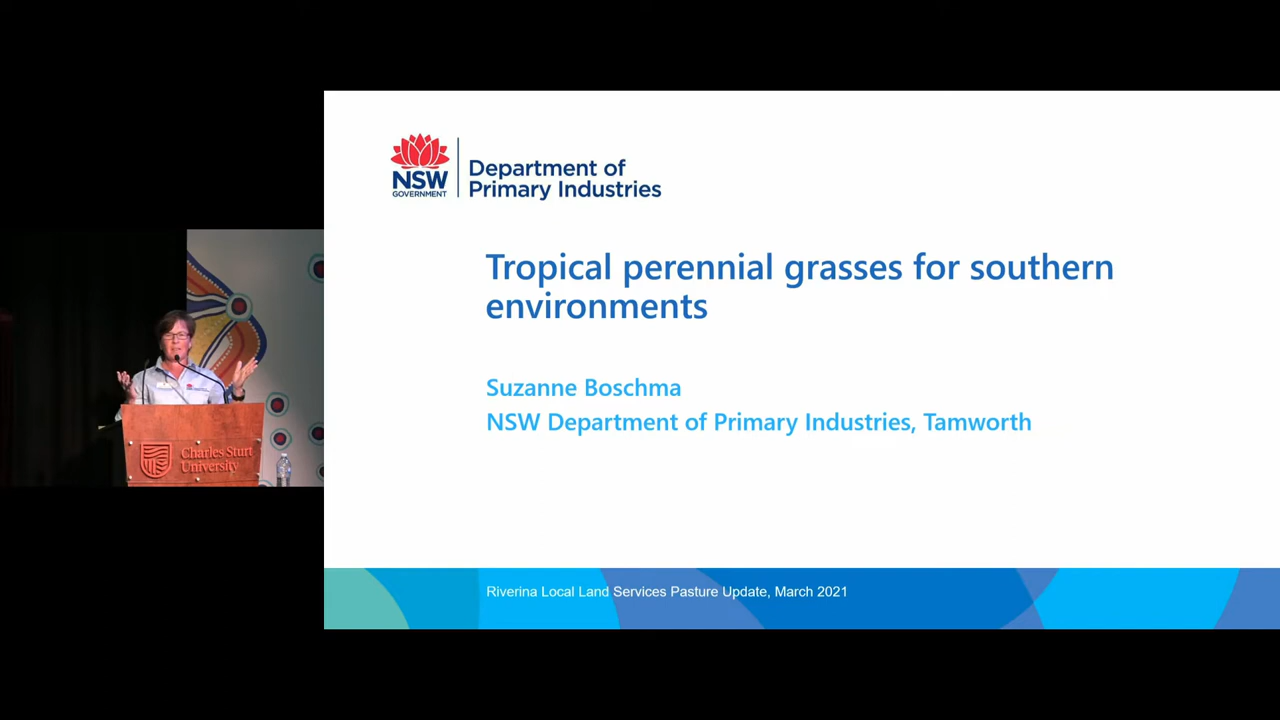 NSW
GOVERNMENT
Department of
Primary Industries
Tropical perennial grasses for southern
environments
Suzanne Boschma
NSW Department of Primary Industries, Tamworth
Charles Sturt
University
Riverina Local Land Services Pasture Update, March 2021